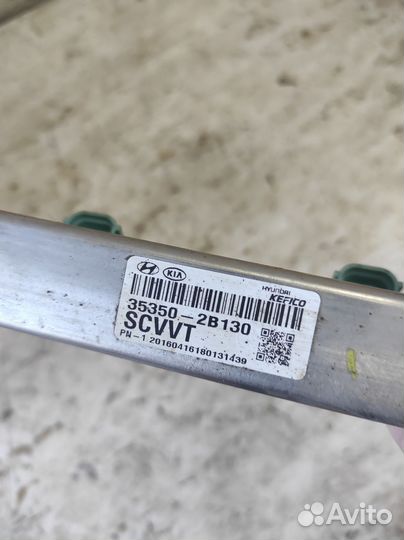 KIA
HYUNDAI
KEFICO
35350-2B130
SCVVT
PN-1 20160416180131439
Avito